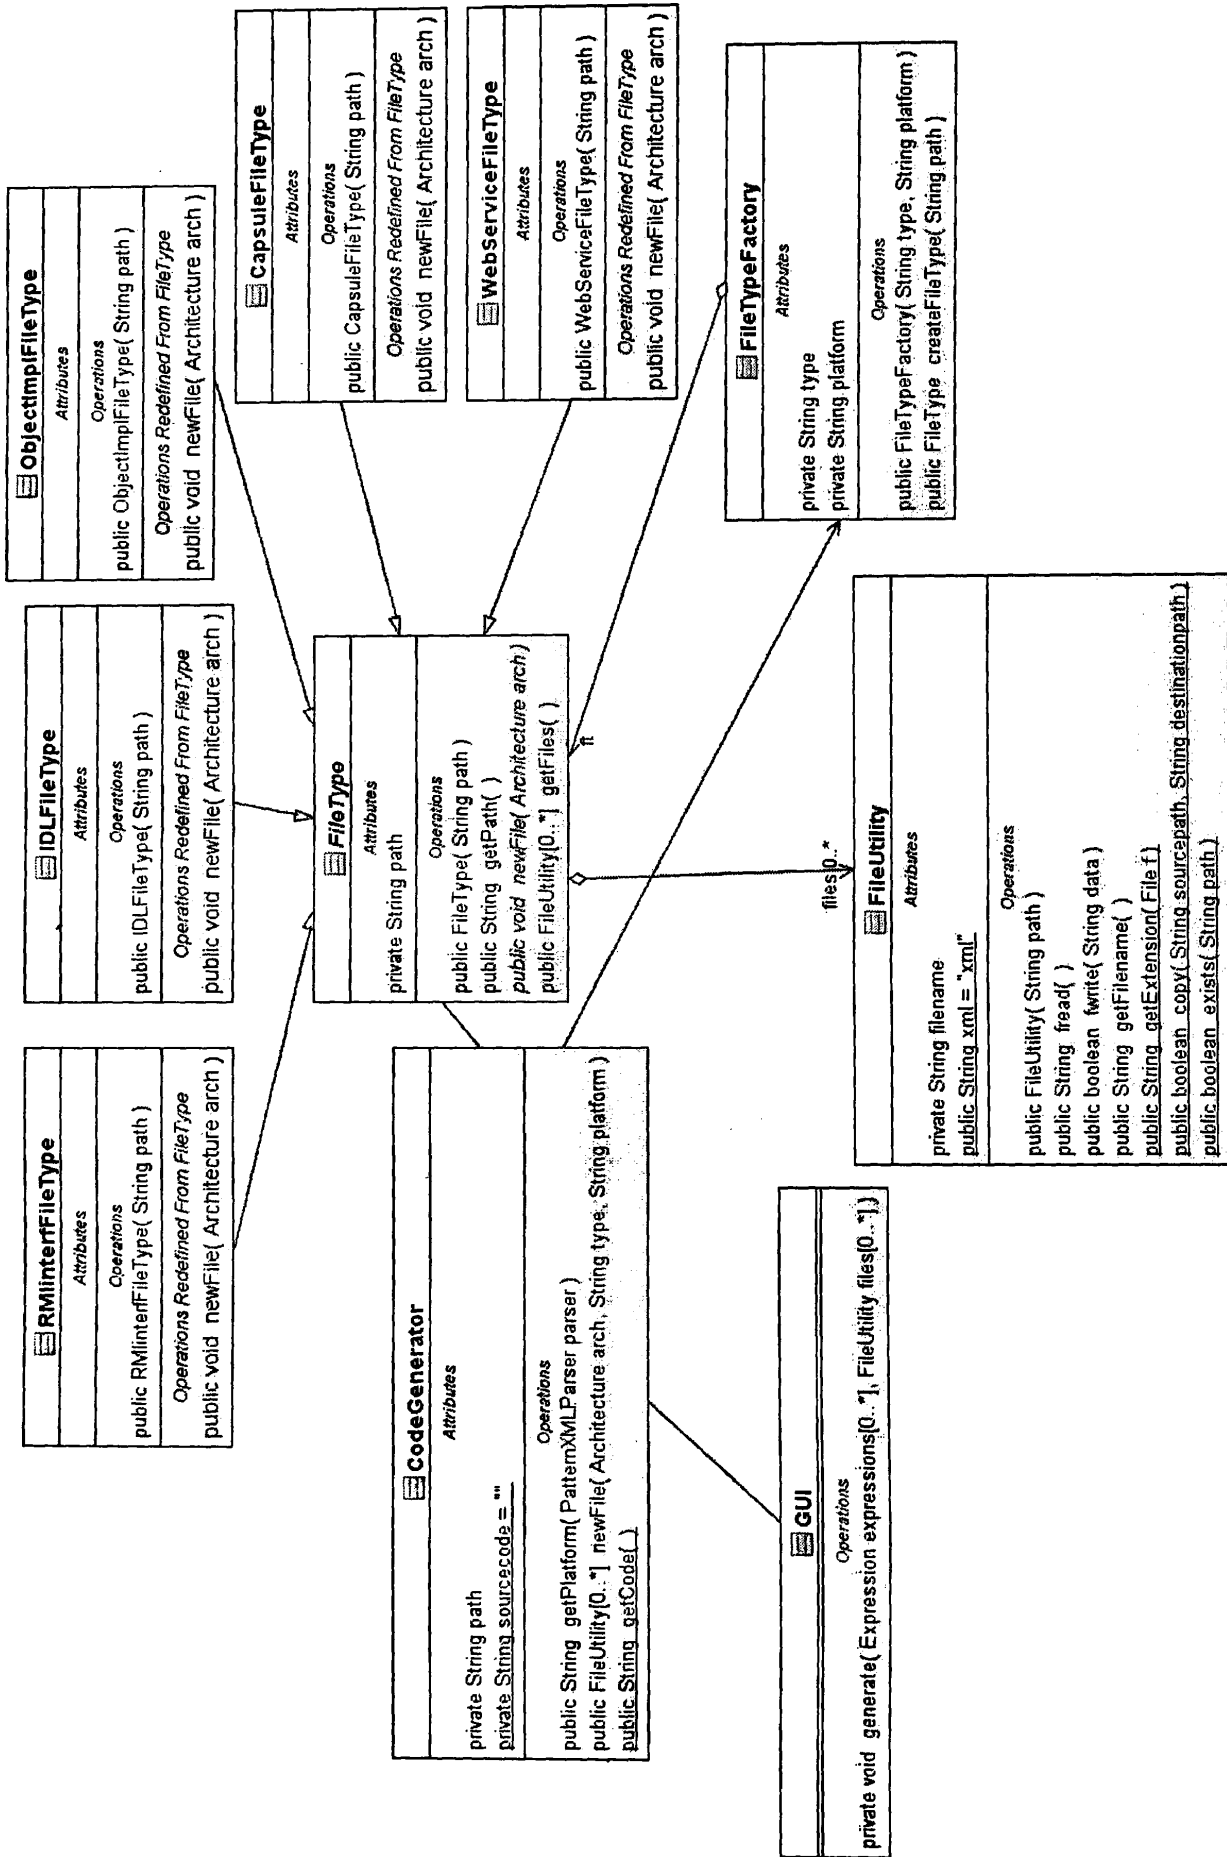 RMIinterfFileType
Attributes
Operations
public RMIinterfFileType( String path )
Operations Redefined From FileType
public void newFile( Architecture arch )
IDLFileType
Attributes
Operations
public IDLFileType( String path )
Operations Redefined From FileType
public void newFile( Architecture arch )
ObjectImplFileType
Attributes
Operations
public ObjectImplFileType( String path )
Operations Redefined From FileType
public void newFile( Architecture arch )
CapsuleFileType
Attributes
Operations
public CapsuleFileType( String path )
Operations Redefined From FileType
public void newFile( Architecture arch )
FileType
Attributes
private String path
Operations
public FileType( String path )
public String getPath( )
public void newFile( Architecture arch )
public FileUtility[0..*] getFiles( )
ft
WebServiceFileType
Attributes
Operations
public WebServiceFileType( String path )
Operations Redefined From FileType
public void newFile( Architecture arch )
CodeGenerator
Attributes
private String path
private String sourcecode = ""
Operations
public String getPlatform( PatternXMLParser parser )
public FileUtility[0..*] newFile( Architecture arch, String type, String platform )
public String getCode( )
FileTypeFactory
Attributes
private String type
private String platform
Operations
public FileTypeFactory( String type, String platform )
public FileType createFileType( String path )
GUI
Operations
private void generate( Expression expressions[0..*], FileUtility files[0..*] )
files[0..*
FileUtility
Attributes
private String filename
public String xml = "xml"
Operations
public FileUtility( String path )
public String fread( )
public boolean fwrite( String data )
public String getFilename( )
public String getExtension( File f )
public boolean copy( String sourcepath, String destinationpath )
public boolean exists( String path )